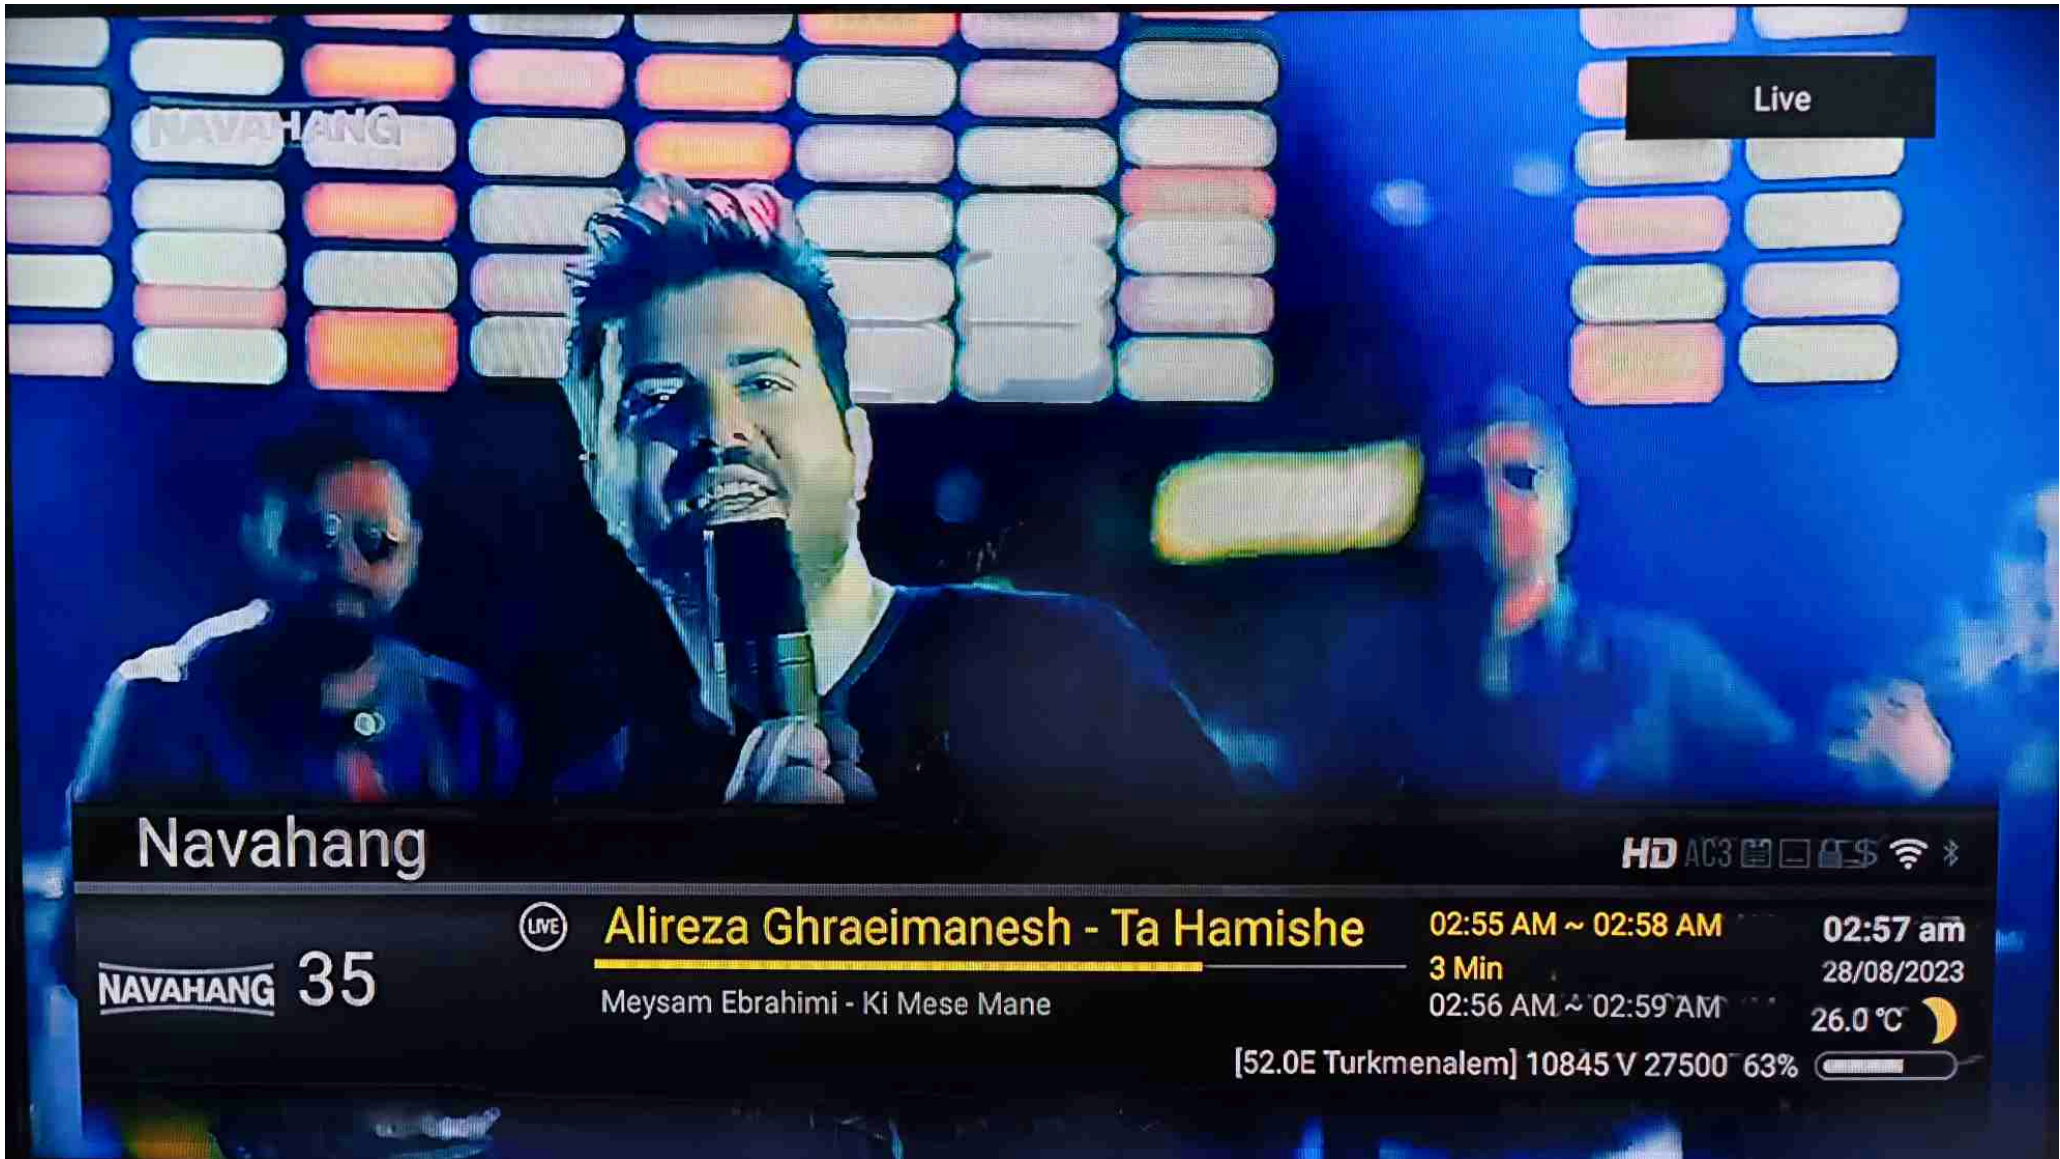 NAVAHANG
Live
Navahang
HD AC3
LIVE Alireza Ghraeimanesh - Ta Hamishe 02:55 AM ~ 02:58 AM 02:57 am
3 Min 28/08/2023
NAVAHANG 35
Meysam Ebrahimi - Ki Mese Mane 02:56 AM ~ 02:59 AM 26.0 °C
[52.0E Turkmenalem] 10845 V 27500 63%